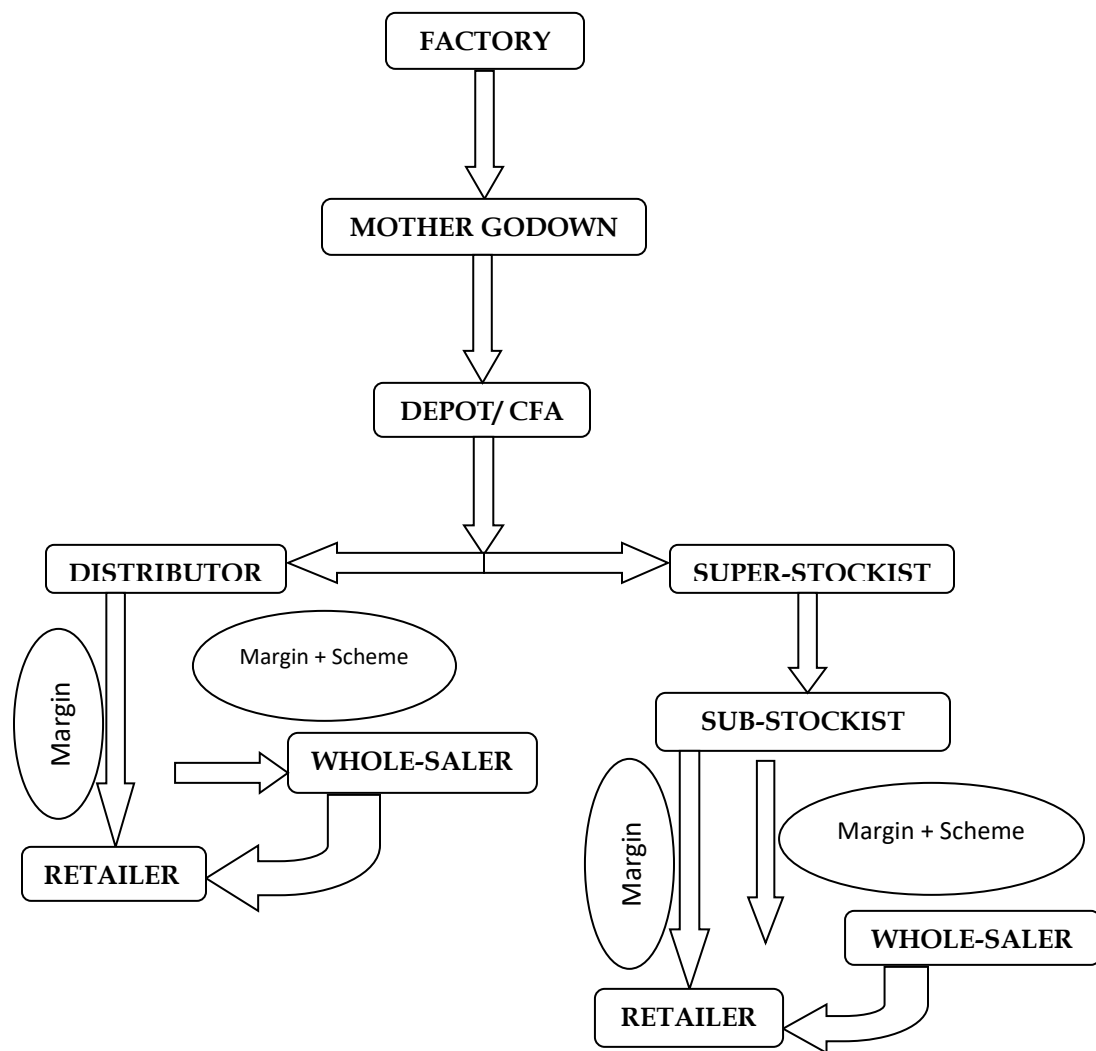 FACTORY
MOTHER GODOWN
DEPOT/ CFA
DISTRIBUTOR
SUPER-STOCKIST
Margin
Margin + Scheme
WHOLE-SALER
RETAILER
SUB-STOCKIST
Margin
Margin + Scheme
WHOLE-SALER
RETAILER